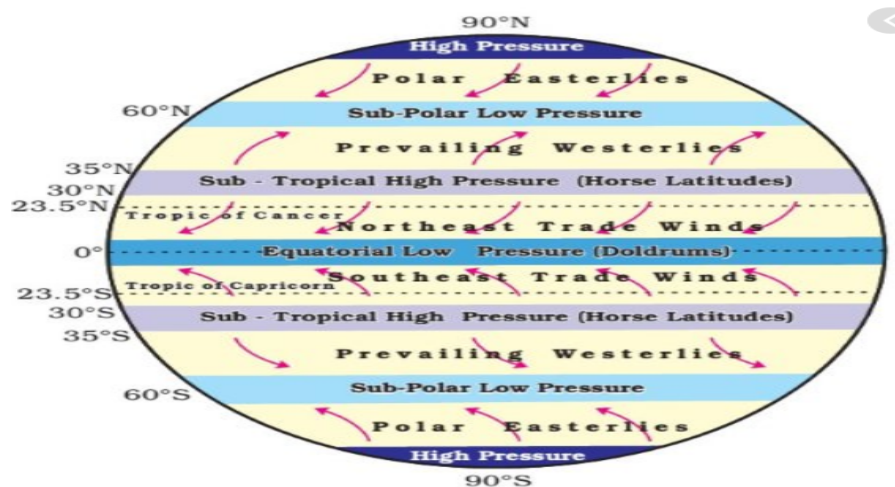 90°N
High Pressure
Polar Easterlies
60°N
Sub-Polar Low Pressure
Prevailing Westerlies
35°N
Sub - Tropical High Pressure (Horse Latitudes)
30°N
23.5°N
Tropic of Cancer
Northeast Trade Winds
0°
Equatorial Low Pressure (Doldrums)
Southeast Trade Winds
Tropic of Capricorn
23.5°S
30°S
Sub - Tropical High Pressure (Horse Latitudes)
35°S
Prevailing Westerlies
Sub-Polar Low Pressure
60°S
Polar Easterlies
High Pressure
90°S